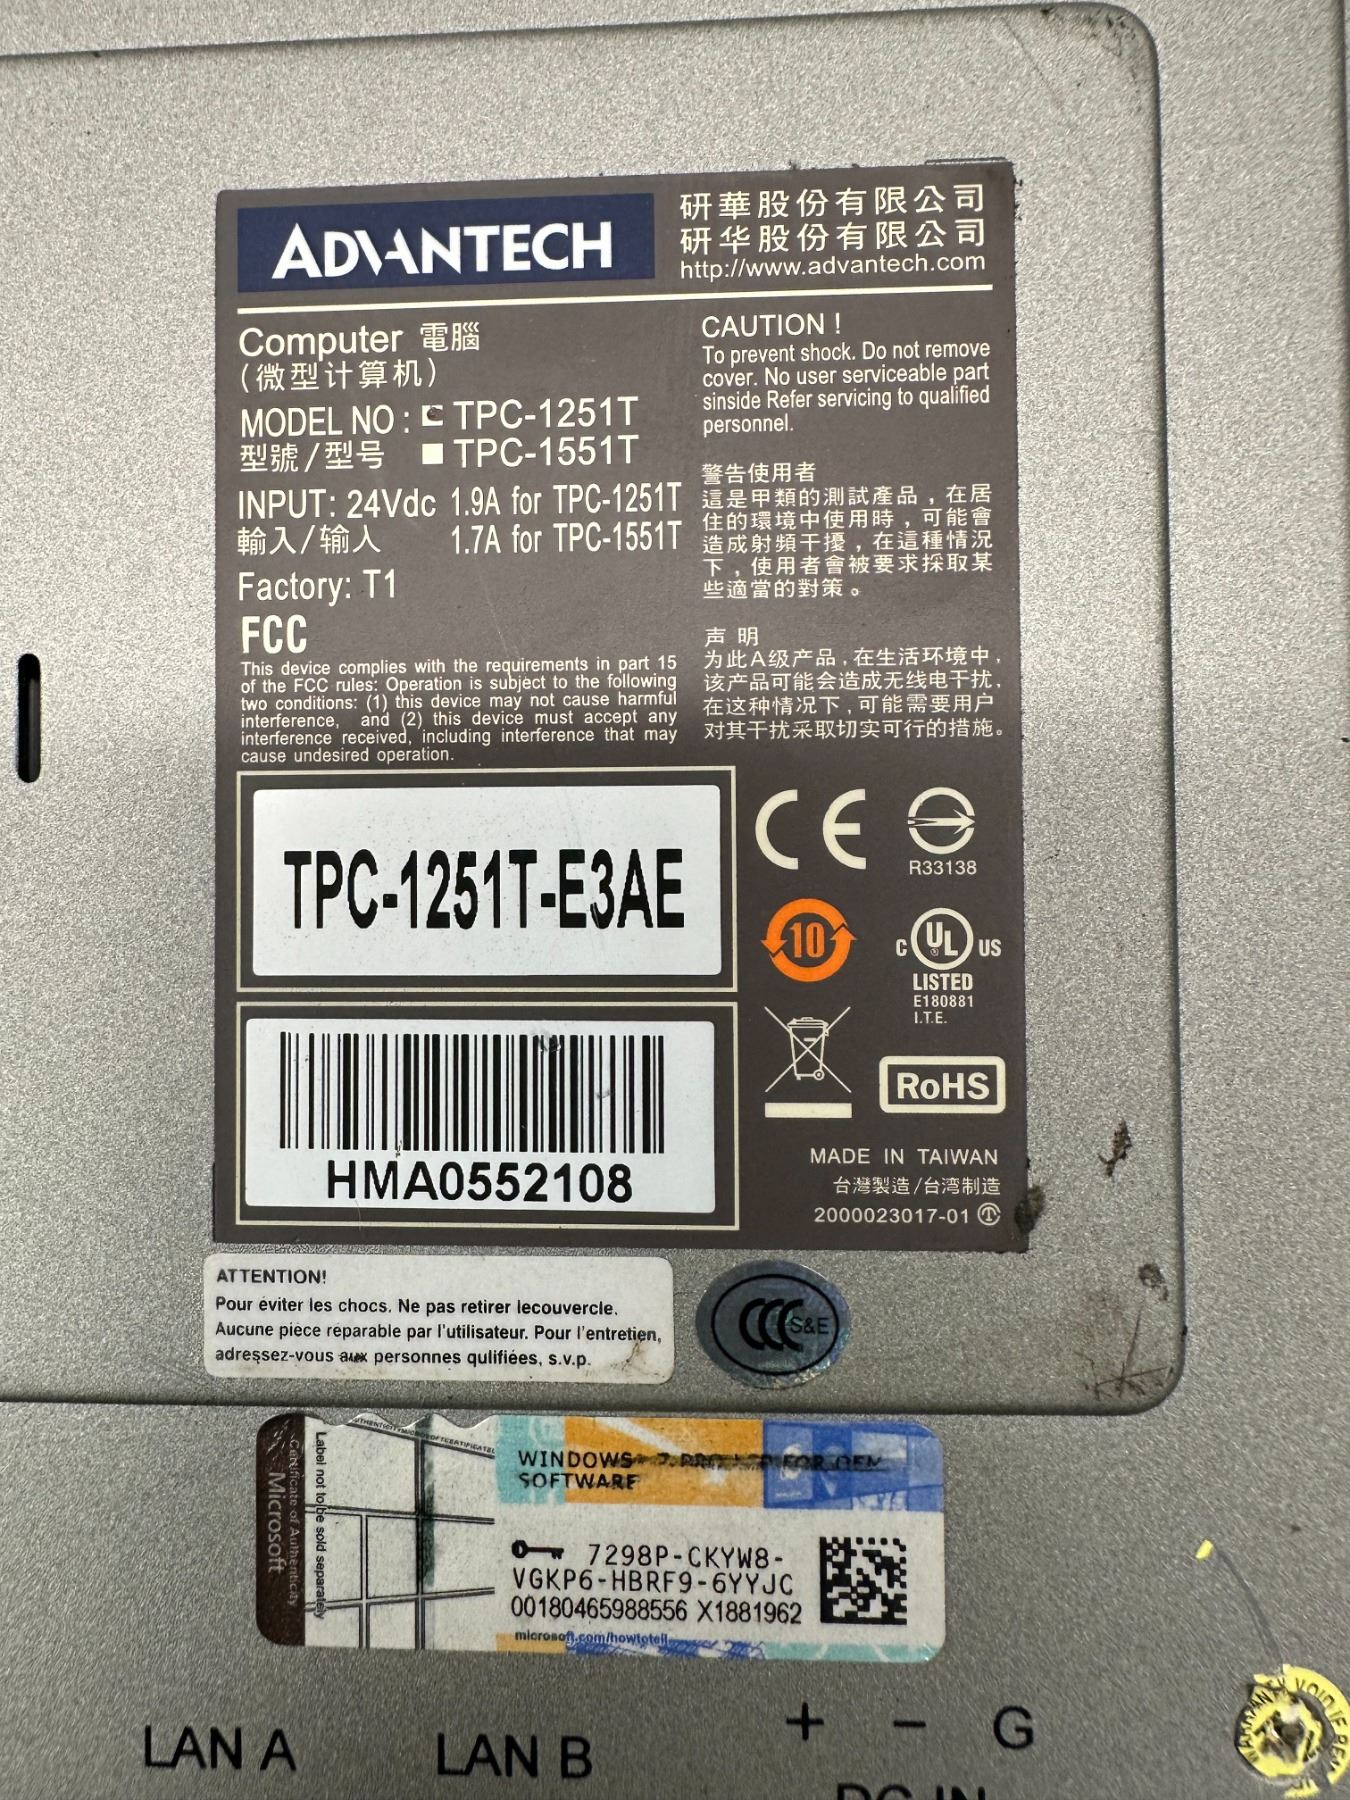 ADVANTECH
研華股份有限公司
研华股份有限公司
http://www.advantech.com
Computer 電腦
(微型计算机)
MODEL NO : TPC-1251T
型號/型号 TPC-1551T
INPUT: 24Vdc 1.9A for TPC-1251T
輸入/输入 1.7A for TPC-1551T
Factory: T1
FCC
This device complies with the requirements in part 15
of the FCC rules: Operation is subject to the following
two conditions: (1) this device may not cause harmful
interference, and (2) this device must accept any
interference received, including interference that may
cause undesired operation.
CAUTION !
To prevent shock. Do not remove
cover. No user serviceable part
sinside Refer servicing to qualified
personnel.
警告使用者
這是甲類的測試產品，在居
住的環境中使用時，可能會
造成射頻干擾，在這種情況
下，使用者會被要求採取某
些適當的對策。
声 明
为此A级产品，在生活环境中，
该产品可能会造成无线电干扰，
在这种情况下，可能需要用户
对其干扰采取切实可行的措施。
TPC-1251T-E3AE
HMA0552108
CE
R33138
10
C UL US
LISTED
E180881
I.T.E.
RoHS
MADE IN TAIWAN
台灣製造/台湾制造
2000023017-01
ATTENTION!
Pour éviter les chocs. Ne pas retirer lecouvercle.
Aucune pièce réparable par l'utilisateur. Pour l'entretien,
adressez-vous aux personnes qulifiées, s.v.p.
CCC S&E
Label not to be sold separately
Certificate of Authenticity
Microsoft
WINDOWS 7 PRO FOR OEM
SOFTWARE
7298P-CKYW8-
VGKP6-HBRF9-6YYJC
00180465988556 X1881962
microsoft.com/howtotell
LAN A
LAN B
+ − G
DC IN
WARRANTY VOID IF